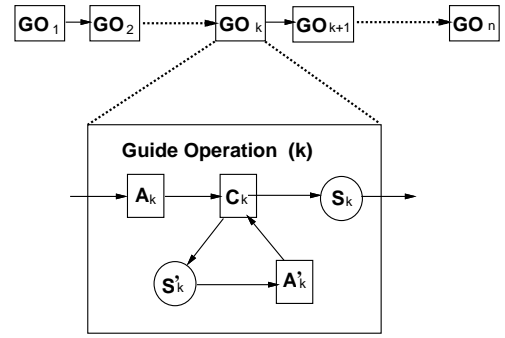 GO 1 GO 2 GO k GO k+1 GO n
Guide Operation (k)
A k C k S k
S' k A' k